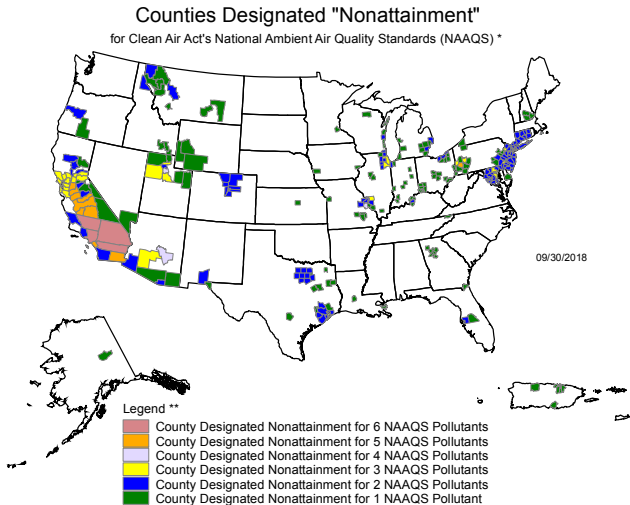 Counties Designated "Nonattainment"
for Clean Air Act's National Ambient Air Quality Standards (NAAQS) *
09/30/2018
Legend **
County Designated Nonattainment for 6 NAAQS Pollutants
County Designated Nonattainment for 5 NAAQS Pollutants
County Designated Nonattainment for 4 NAAQS Pollutants
County Designated Nonattainment for 3 NAAQS Pollutants
County Designated Nonattainment for 2 NAAQS Pollutants
County Designated Nonattainment for 1 NAAQS Pollutant